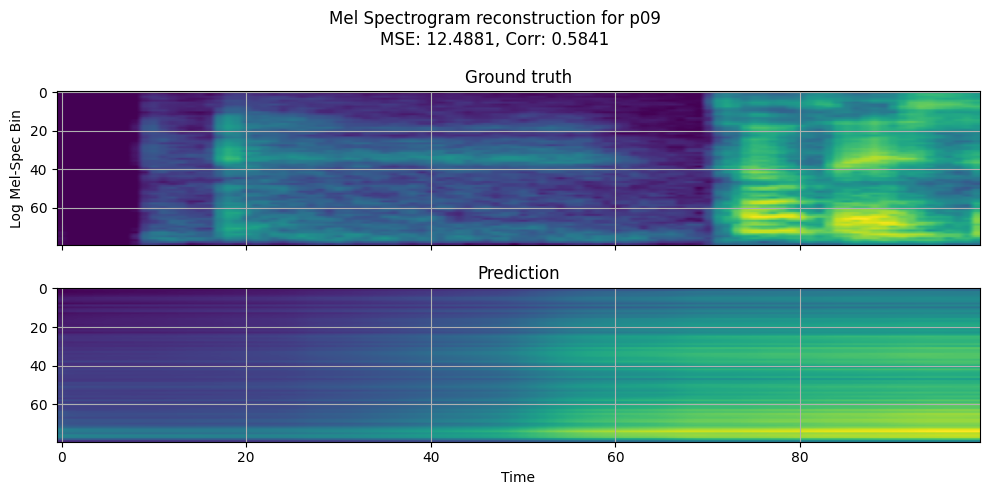 Mel Spectrogram reconstruction for p09
MSE: 12.4881, Corr: 0.5841
Ground truth
Log Mel-Spec Bin
0
20
40
60
Prediction
0
20
40
60
0 20 40 60 80
Time